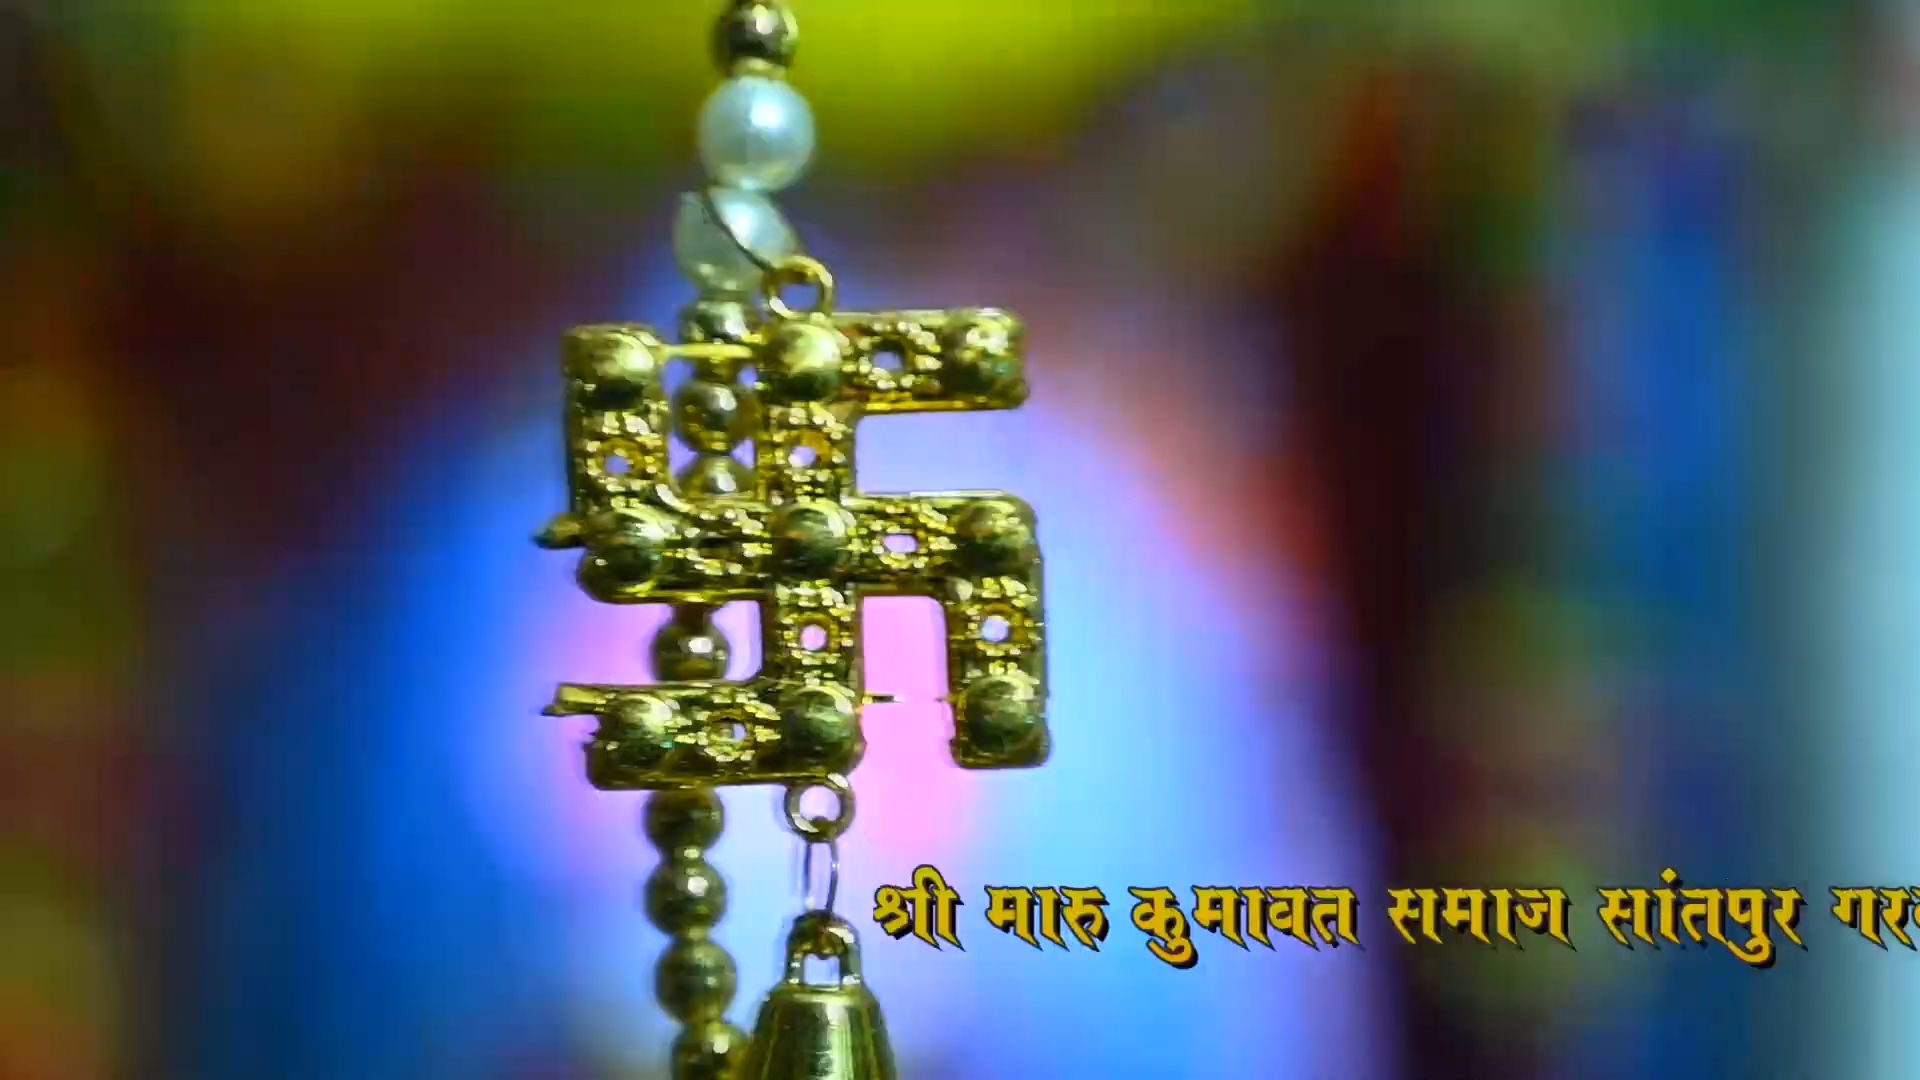 श्री मारु कुमावत समाज सांतपुर